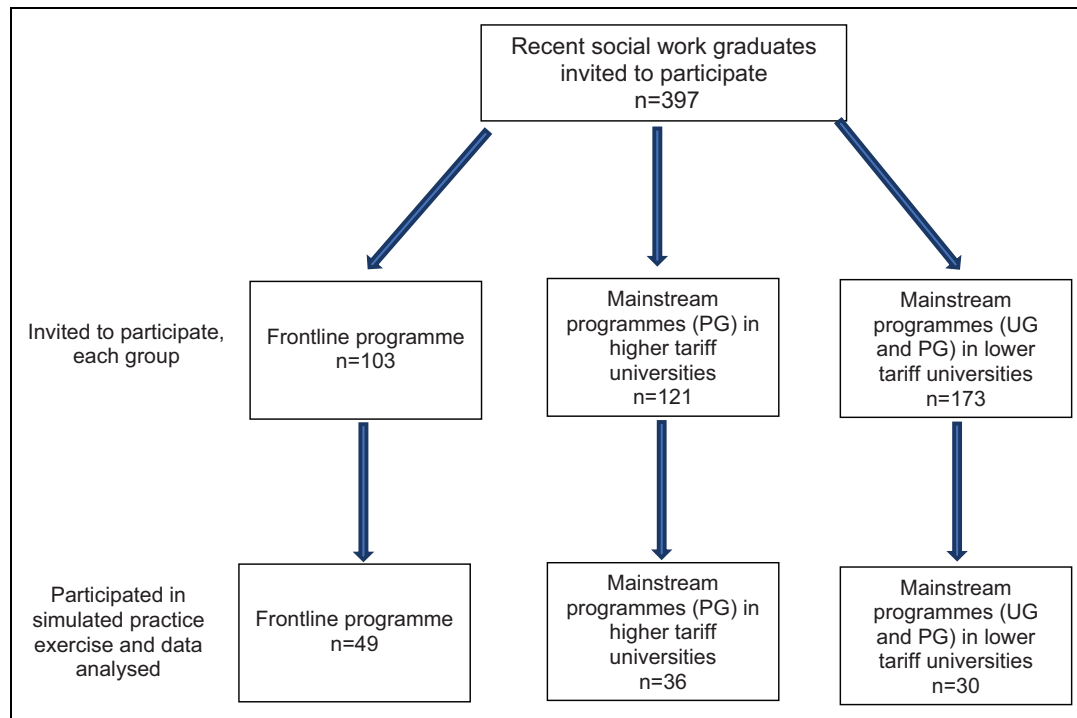 Recent social work graduates
invited to participate
n=397
Invited to participate,
each group
Frontline programme
n=103
Mainstream
programmes (PG) in
higher tariff
universities
n=121
Mainstream
programmes (UG
and PG) in lower
tariff universities
n=173
Participated in
simulated practice
exercise and data
analysed
Frontline programme
n=49
Mainstream
programmes (PG) in
higher tariff
universities
n=36
Mainstream
programmes (UG
and PG) in lower
tariff universities
n=30